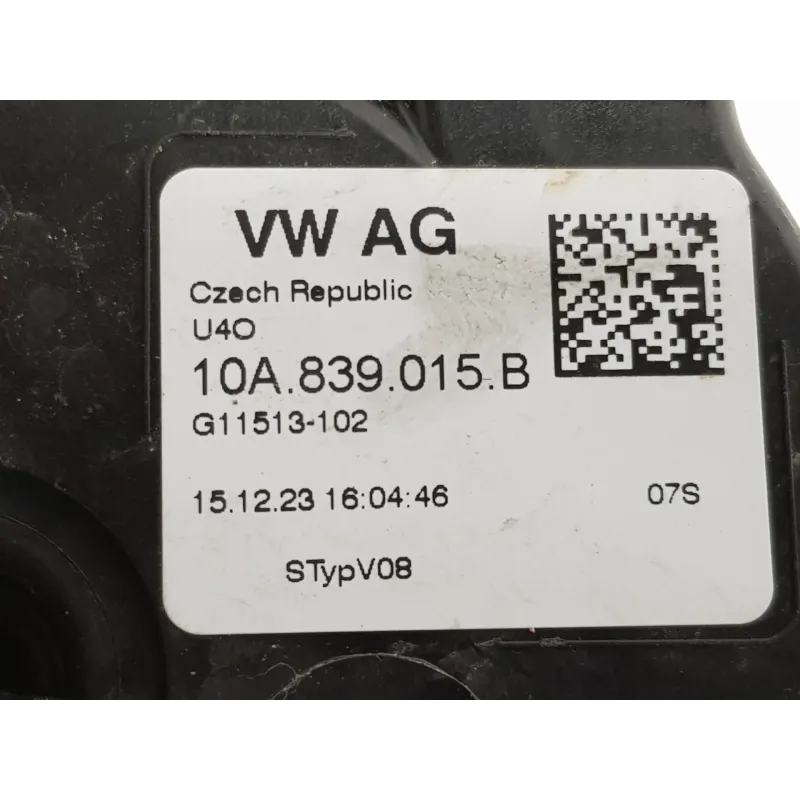 VW AG
Czech Republic
U4O
10A.839.015.B
G11513-102
15.12.23 16:04:46 07S
STypV08